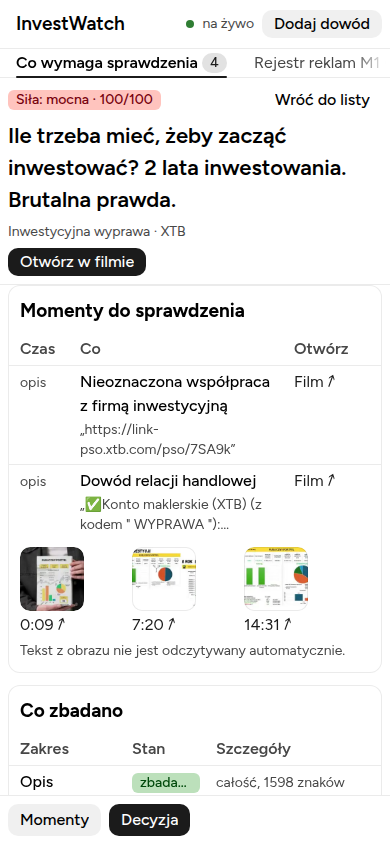 InvestWatch
na żywo
Dodaj dowód
Co wymaga sprawdzenia 4
Rejestr reklam M1
Siła: mocna · 100/100
Wróć do listy
Ile trzeba mieć, żeby zacząć
inwestować? 2 lata inwestowania.
Brutalna prawda.
Inwestycyjna wyprawa · XTB
Otwórz w filmie
Momenty do sprawdzenia
Czas Co Otwórz
opis Nieoznaczona współpraca Film ↗
z firmą inwestycyjną
„https://link-
pso.xtb.com/pso/7SA9k”
opis Dowód relacji handlowej Film ↗
„✅Konto maklerskie (XTB) (z
kodem " WYPRAWA "):...
0:09 ↗ 7:20 ↗ 14:31 ↗
Tekst z obrazu nie jest odczytywany automatycznie.
Co zbadano
Zakres Stan Szczegóły
Opis zbada... całość, 1598 znaków
Momenty Decyzja